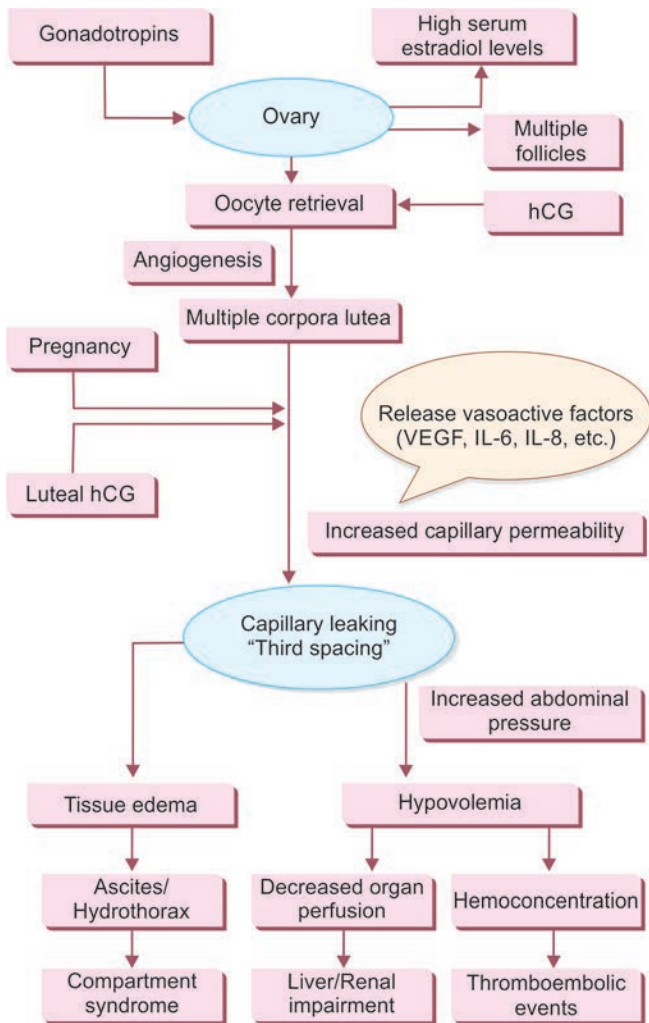 Gonadotropins
High serum
estradiol levels
Ovary
Multiple
follicles
Oocyte retrieval
hCG
Angiogenesis
Multiple corpora lutea
Pregnancy
Release vasoactive factors
(VEGF, IL-6, IL-8, etc.)
Luteal hCG
Increased capillary permeability
Capillary leaking
“Third spacing”
Increased abdominal
pressure
Tissue edema
Hypovolemia
Ascites/
Hydrothorax
Decreased organ
perfusion
Hemoconcentration
Compartment
syndrome
Liver/Renal
impairment
Thromboembolic
events